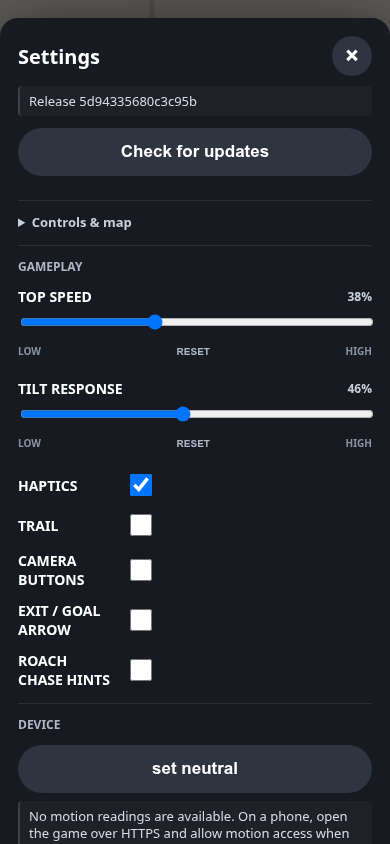 Settings
×
Release 5d94335680c3c95b
Check for updates
Controls & map
GAMEPLAY
TOP SPEED 38%
LOW RESET HIGH
TILT RESPONSE 46%
LOW RESET HIGH
HAPTICS
TRAIL
CAMERA
BUTTONS
EXIT / GOAL
ARROW
ROACH
CHASE HINTS
DEVICE
set neutral
No motion readings are available. On a phone, open
the game over HTTPS and allow motion access when